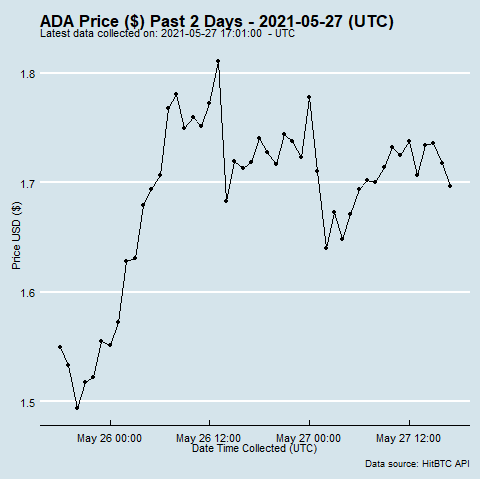 ADA Price ($) Past 2 Days - 2021-05-27 (UTC)
Latest data collected on: 2021-05-27 17:01:00  - UTC
1.8
1.7
1.6
1.5
Price USD ($)
May 26 00:00
May 26 12:00
May 27 00:00
May 27 12:00
Date Time Collected (UTC)
Data source: HitBTC API